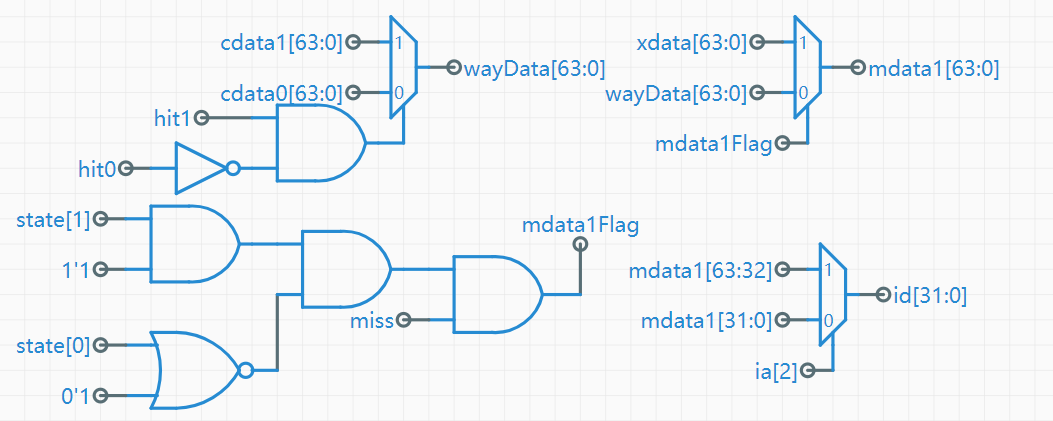 cdata1[63:0]
1
wayData[63:0]
cdata0[63:0]
0
hit1
hit0
xdata[63:0]
1
mdata1[63:0]
wayData[63:0]
0
mdata1Flag
state[1]
1'1
mdata1Flag
miss
state[0]
0'1
mdata1[63:32]
1
id[31:0]
mdata1[31:0]
0
ia[2]